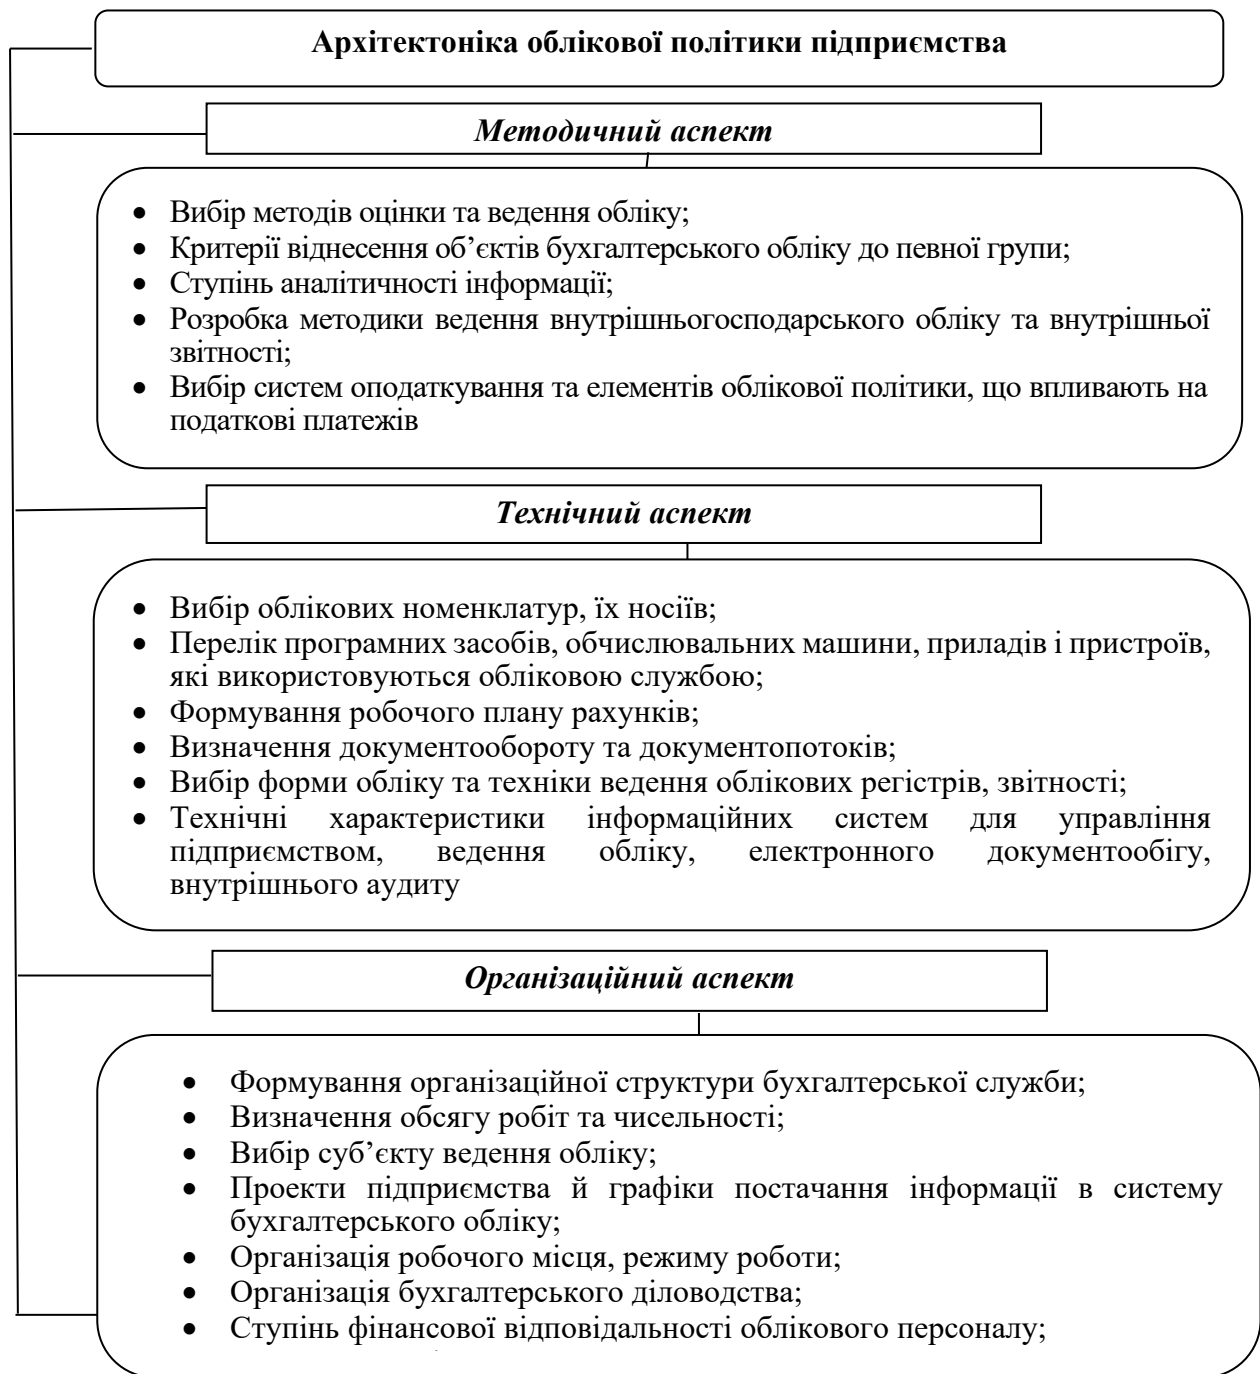 Архітектоніка облікової політики підприємства
Методичний аспект
• Вибір методів оцінки та ведення обліку;
• Критерії віднесення об’єктів бухгалтерського обліку до певної групи;
• Ступінь аналітичності інформації;
• Розробка методики ведення внутрішньогосподарського обліку та внутрішньої
звітності;
• Вибір систем оподаткування та елементів облікової політики, що впливають на
податкові платежів
Технічний аспект
• Вибір облікових номенклатур, їх носіїв;
• Перелік програмних засобів, обчислювальних машини, приладів і пристроїв,
які використовуються обліковою службою;
• Формування робочого плану рахунків;
• Визначення документообороту та документопотоків;
• Вибір форми обліку та техніки ведення облікових регістрів, звітності;
• Технічні характеристики інформаційних систем для управління
підприємством, ведення обліку, електронного документообігу,
внутрішнього аудиту
Організаційний аспект
• Формування організаційної структури бухгалтерської служби;
• Визначення обсягу робіт та чисельності;
• Вибір суб’єкту ведення обліку;
• Проекти підприємства й графіки постачання інформації в систему
бухгалтерського обліку;
• Організація робочого місця, режиму роботи;
• Організація бухгалтерського діловодства;
• Ступінь фінансової відповідальності облікового персоналу;